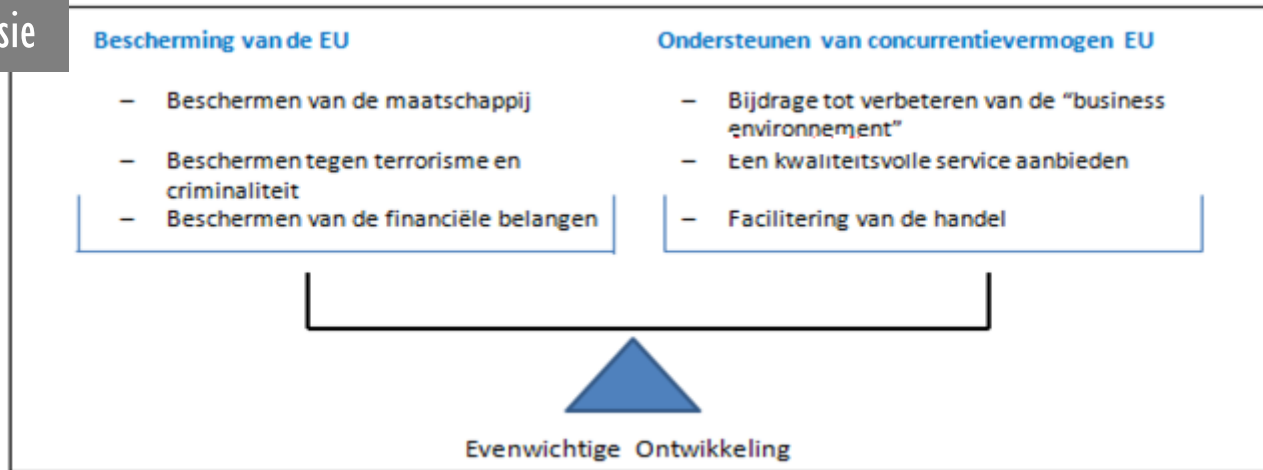 sie
Bescherming van de EU
– Beschermen van de maatschappij
– Beschermen tegen terrorisme en
criminaliteit
– Beschermen van de financiële belangen
Ondersteunen van concurrentievermogen EU
– Bijdrage tot verbeteren van de “business
environnement”
– Een kwaliteitsvolle service aanbieden
– Facilitering van de handel
Evenwichtige Ontwikkeling